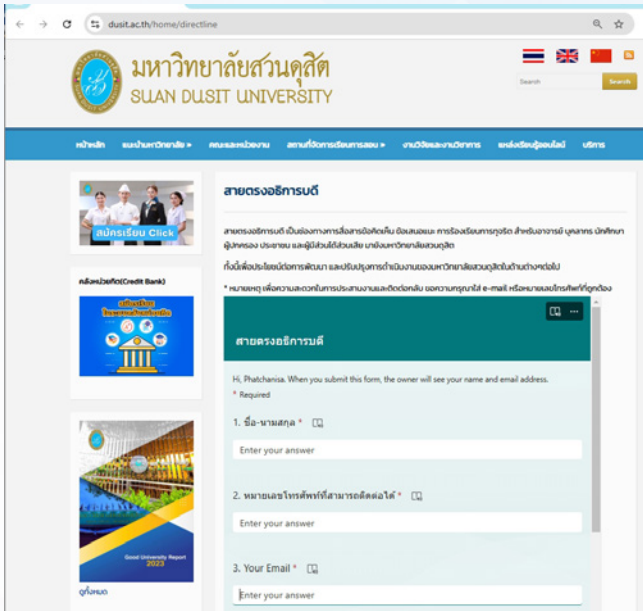 dusit.ac.th/home/directline
มหาวิทยาลัยสวนดุสิต
SUAN DUSIT UNIVERSITY
Search
Search
หน้าหลัก
แนะนำมหาวิทยาลัย »
คณะและหน่วยงาน
สถานที่จัดการเรียนการสอน »
งานวิจัยและงานวิชาการ
แหล่งเรียนรู้ออนไลน์
บริการ
สมัครเรียน Click
คลังหน่วยกิต(Credit Bank)
Good University Report
2023
ดูทั้งหมด
สายตรงอธิการบดี
สายตรงอธิการบดี เป็นช่องทางการสื่อสารข้อคิดเห็น ข้อเสนอแนะ การร้องเรียนการทุจริต สำหรับอาจารย์ บุคลากร นักศึกษา
ผู้ปกครอง ประชาชน และผู้มีส่วนได้ส่วนเสีย มายังมหาวิทยาลัยสวนดุสิต
ทั้งนี้เพื่อประโยชน์ต่อการพัฒนา และปรับปรุงการดำเนินงานของมหาวิทยาลัยสวนดุสิตในด้านต่างๆต่อไป
* หมายเหตุ เพื่อความสะดวกในการประสานงานและติดต่อกลับ ขอความกรุณาใส่ e-mail หรือหมายเลขโทรศัพท์ที่ถูกต้อง
สายตรงอธิการบดี
Hi, Phatchanisa. When you submit this form, the owner will see your name and email address.
* Required
1. ชื่อ-นามสกุล *
Enter your answer
2. หมายเลขโทรศัพท์ที่สามารถติดต่อได้ *
Enter your answer
3. Your Email *
Enter your answer